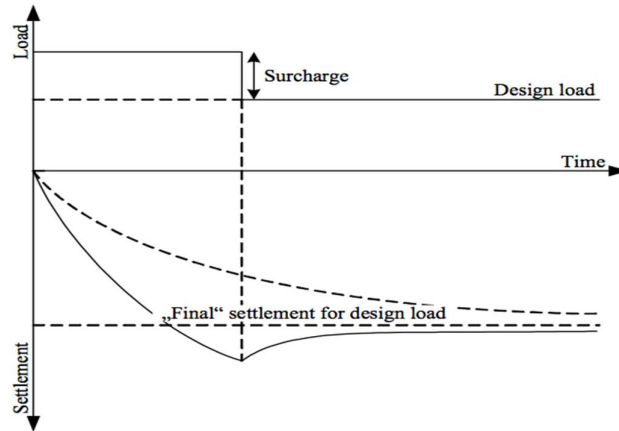 Load
Surcharge
Design load
Time
„Final“ settlement for design load
Settlement